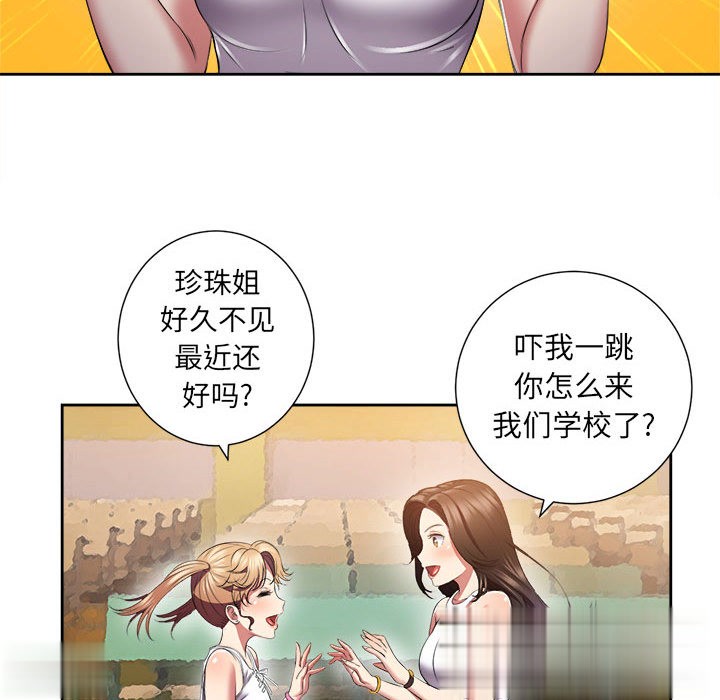 珍珠姐
好久不见
最近还
好吗?
吓我一跳
你怎么来
我们学校了?